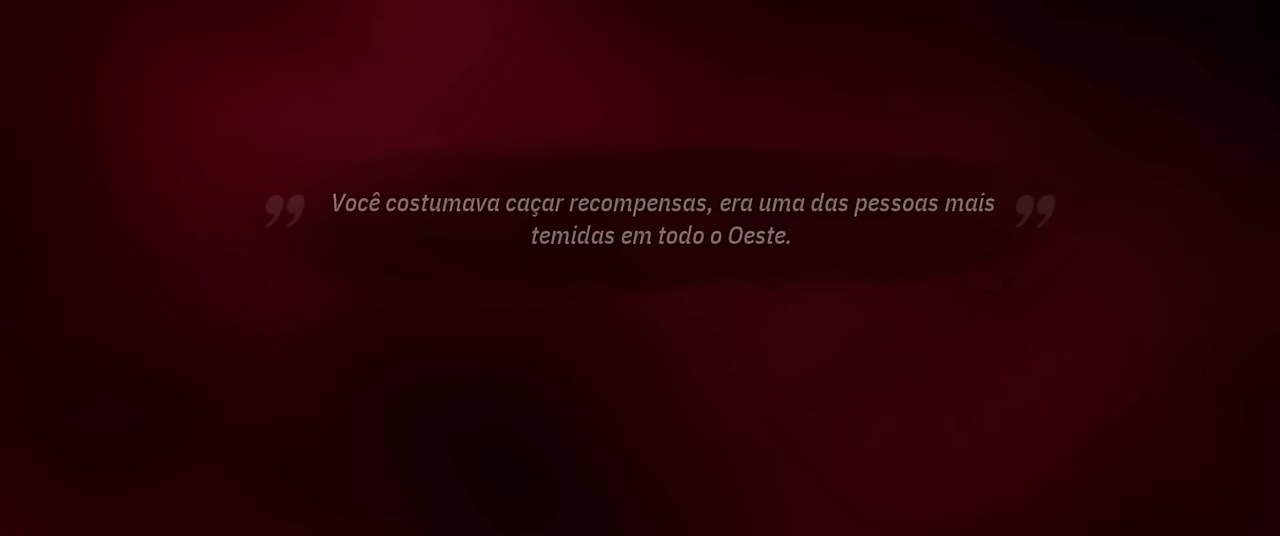 ” Você costumava caçar recompensas, era uma das pessoas mais ”
temidas em todo o Oeste.